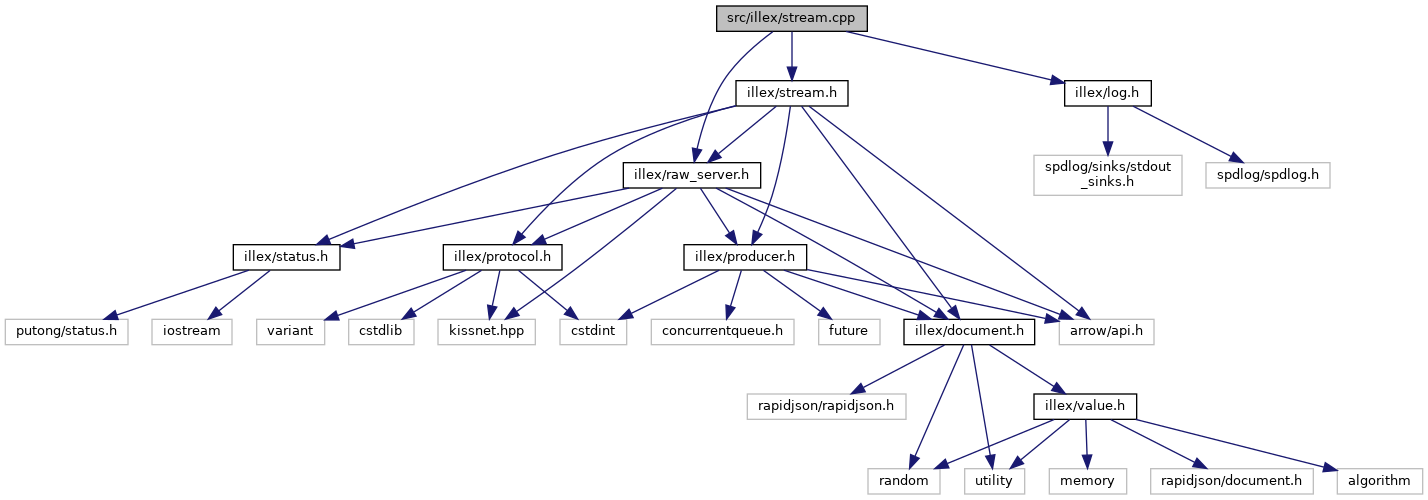 src/illex/stream.cpp
illex/stream.h
illex/log.h
illex/raw_server.h
spdlog/sinks/stdout
_sinks.h
spdlog/spdlog.h
illex/status.h
illex/protocol.h
illex/producer.h
putong/status.h
iostream
variant
cstdlib
kissnet.hpp
cstdint
concurrentqueue.h
future
illex/document.h
arrow/api.h
rapidjson/rapidjson.h
illex/value.h
random
utility
memory
rapidjson/document.h
algorithm